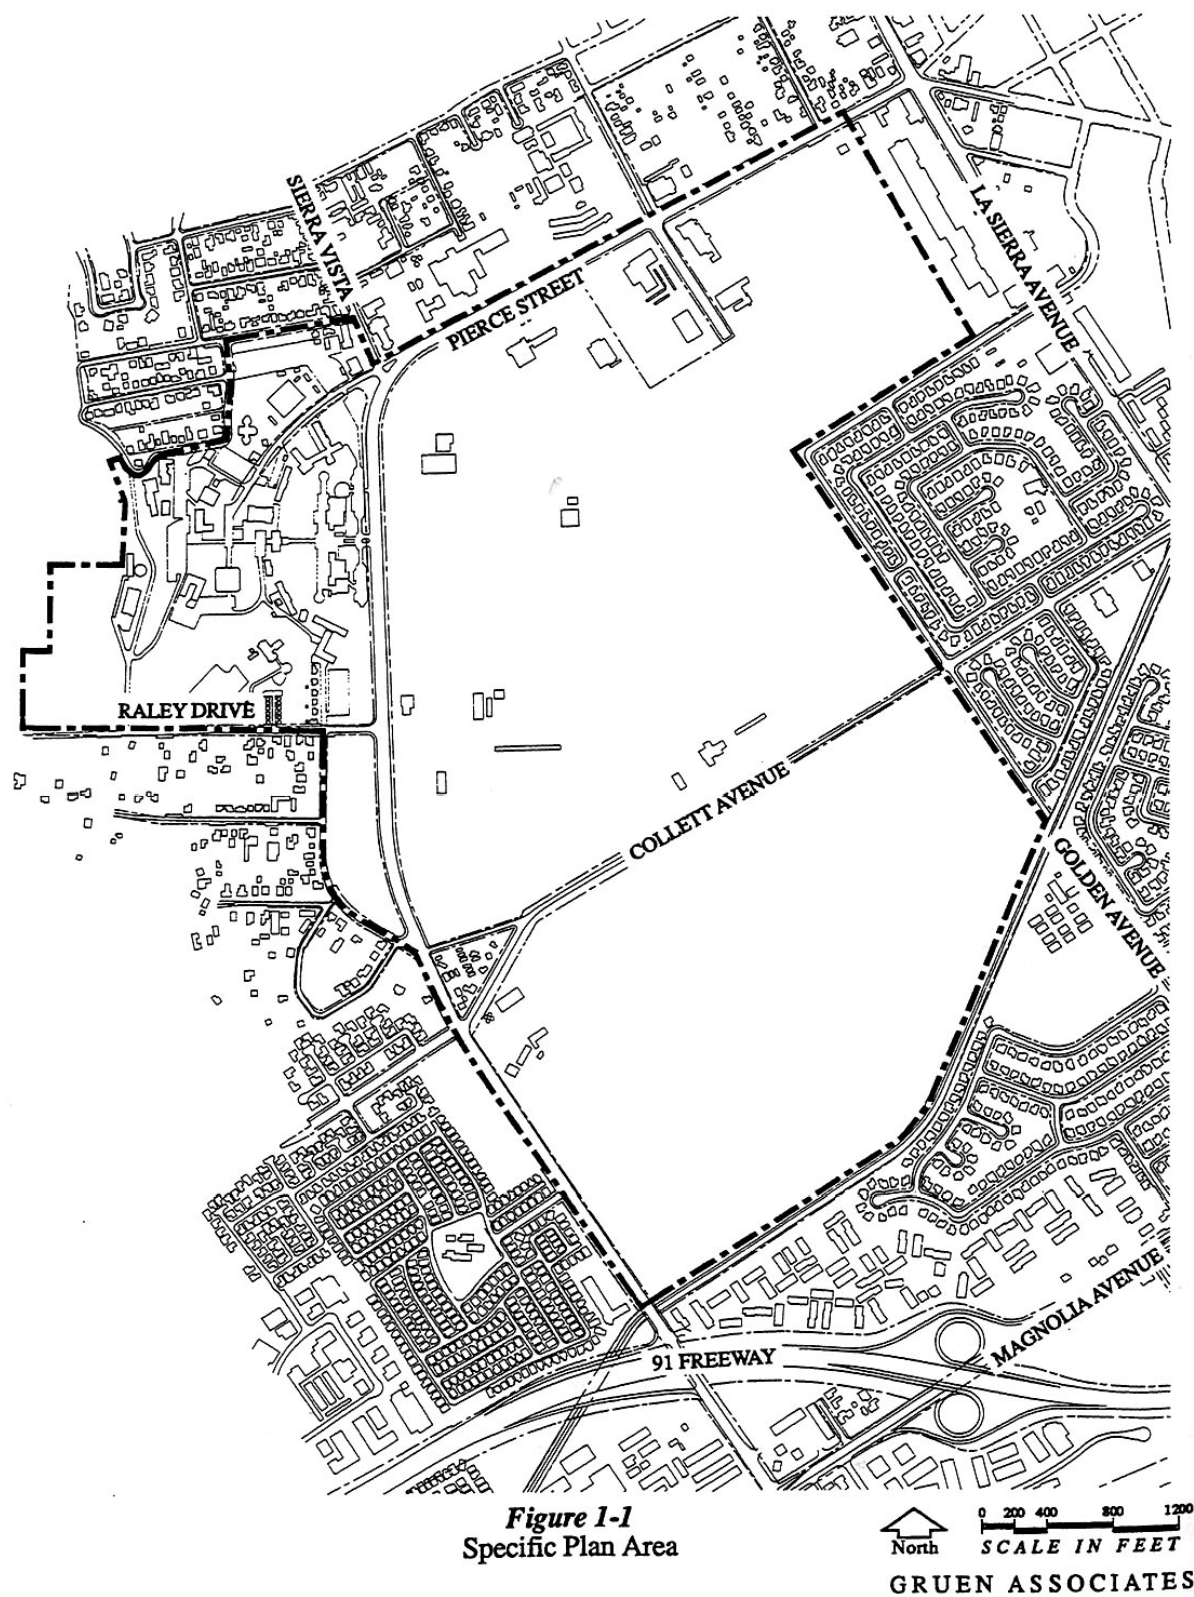 SIERRA VISTA
LA SIERRA AVENUE
PIERCE STREET
RALEY DRIVE
COLLETT AVENUE
GOLDEN AVENUE
MAGNOLIA AVENUE
91 FREEWAY
Figure 1-1
Specific Plan Area
North
0 200 400 800 1200
SCALE IN FEET
GRUEN ASSOCIATES